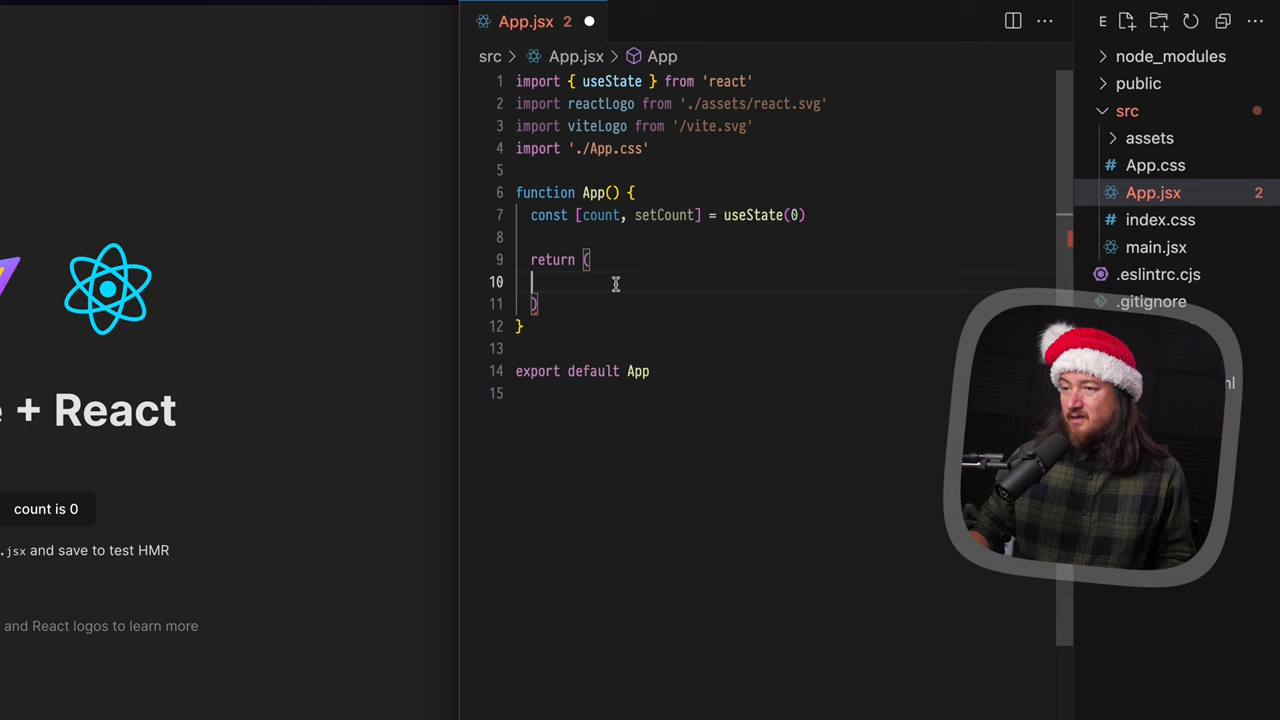 + React
count is 0
.jsx and save to test HMR
and React logos to learn more
App.jsx 2
src > App.jsx > App
1 import { useState } from 'react'
2 import reactLogo from './assets/react.svg'
3 import viteLogo from '/vite.svg'
4 import './App.css'
5
6 function App() {
7 const [count, setCount] = useState(0)
8
9 return (
10
11 )
12 }
13
14 export default App
15
E
node_modules
public
src
assets
# App.css
App.jsx 2
# index.css
main.jsx
.eslintrc.cjs
.gitignore